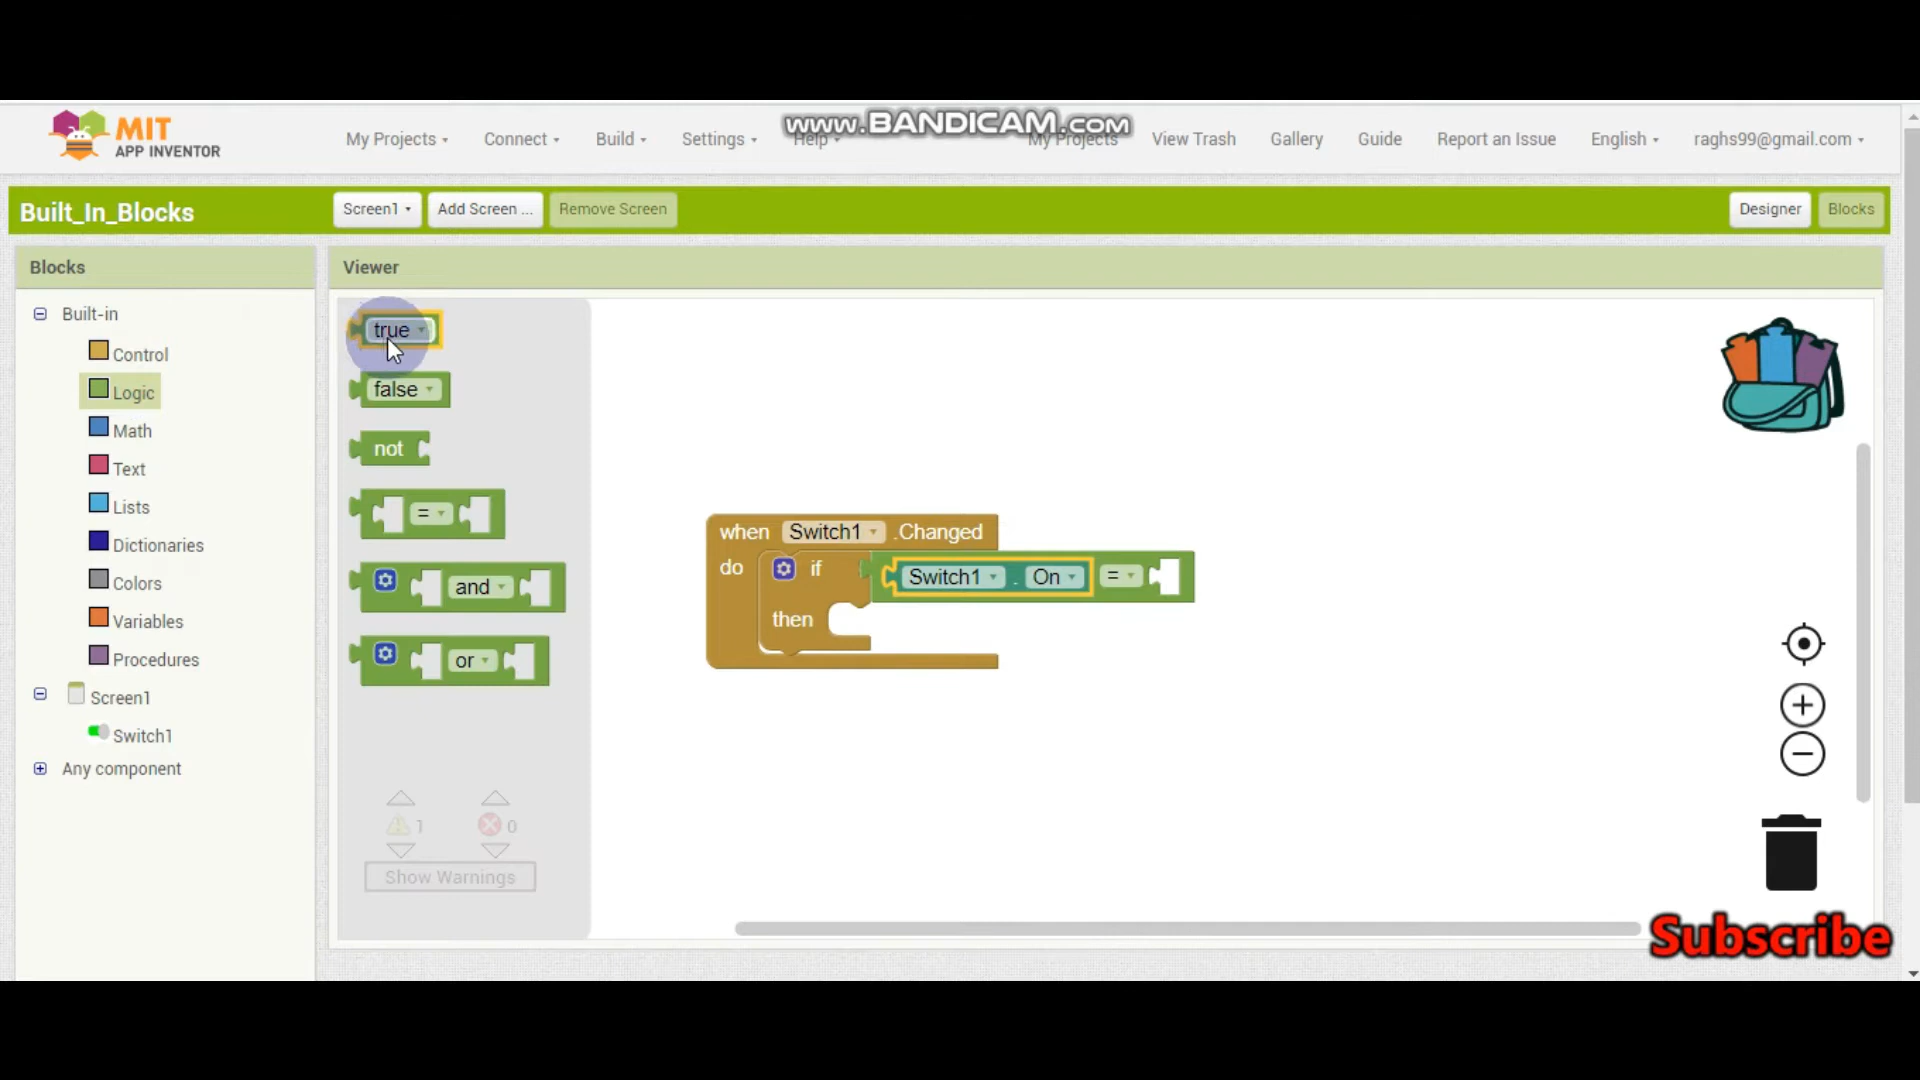 www.BANDICAM.com
MIT
APP INVENTOR
My Projects
Connect
Build
Settings
Help
My Projects
View Trash
Gallery
Guide
Report an Issue
English
raghs99@gmail.com
Built_In_Blocks
Screen1
Add Screen ...
Remove Screen
Designer
Blocks
Blocks
Viewer
Built-in
Control
Logic
Math
Text
Lists
Dictionaries
Colors
Variables
Procedures
Screen1
Switch1
Any component
true
false
not
=
and
or
1
0
Show Warnings
when Switch1 .Changed
do if Switch1 . On =
then
Subscribe